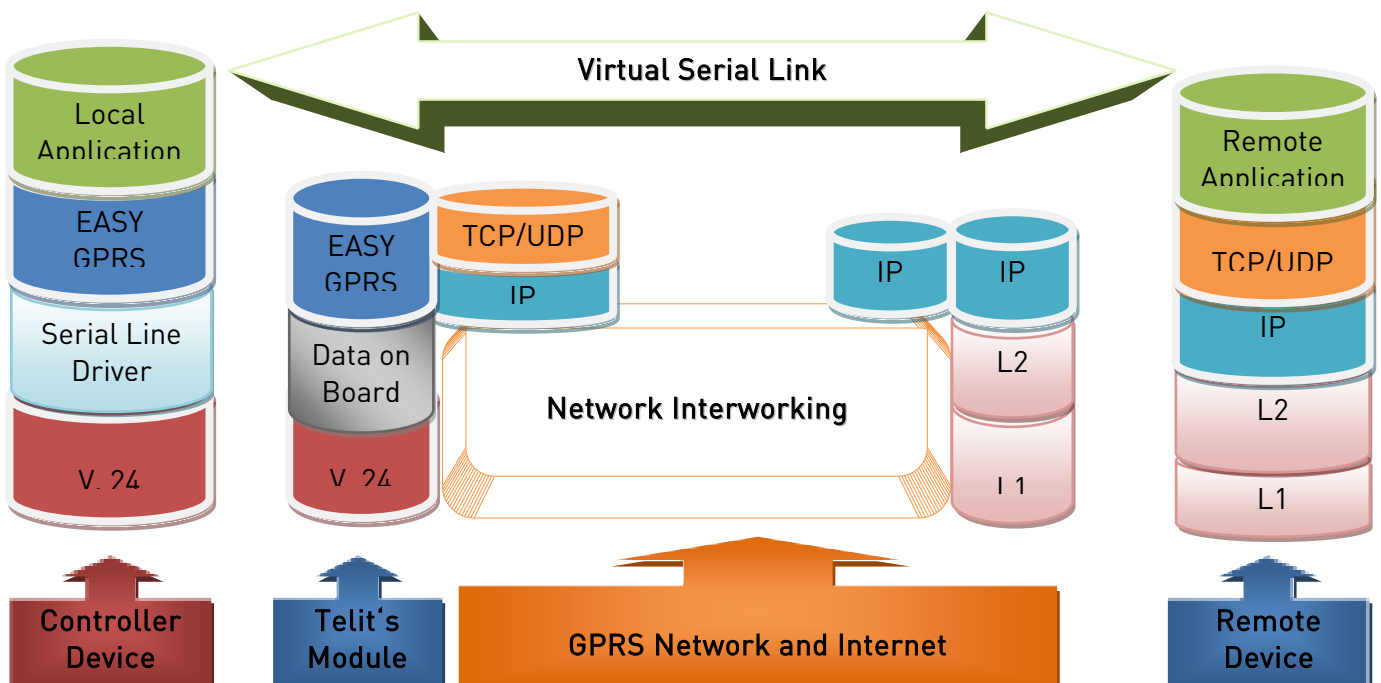 Virtual Serial Link
Local
Application
EASY
GPRS
Serial Line
Driver
V. 24
EASY
GPRS
Data on
Board
V. 24
TCP/UDP
IP
Network Interworking
IP
IP
L2
L1
Remote
Application
TCP/UDP
IP
L2
L1
Controller
Device
Telit‘s
Module
GPRS Network and Internet
Remote
Device